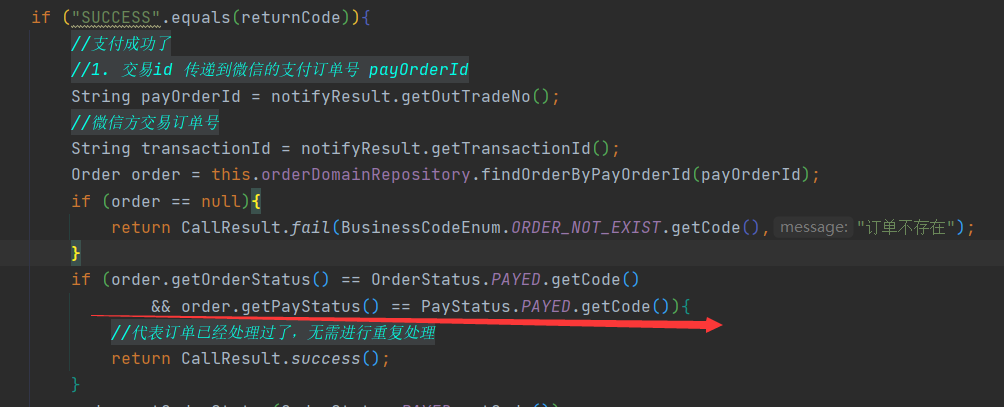 if ("SUCCESS".equals(returnCode)){
//支付成功了
//1. 交易id 传递到微信的支付订单号 payOrderId
String payOrderId = notifyResult.getOutTradeNo();
//微信方交易订单号
String transactionId = notifyResult.getTransactionId();
Order order = this.orderDomainRepository.findOrderByPayOrderId(payOrderId);
if (order == null){
return CallResult.fail(BusinessCodeEnum.ORDER_NOT_EXIST.getCode(), message: "订单不存在");
}
if (order.getOrderStatus() == OrderStatus.PAYED.getCode()
&& order.getPayStatus() == PayStatus.PAYED.getCode()){
//代表订单已经处理过了，无需进行重复处理
return CallResult.success();
}